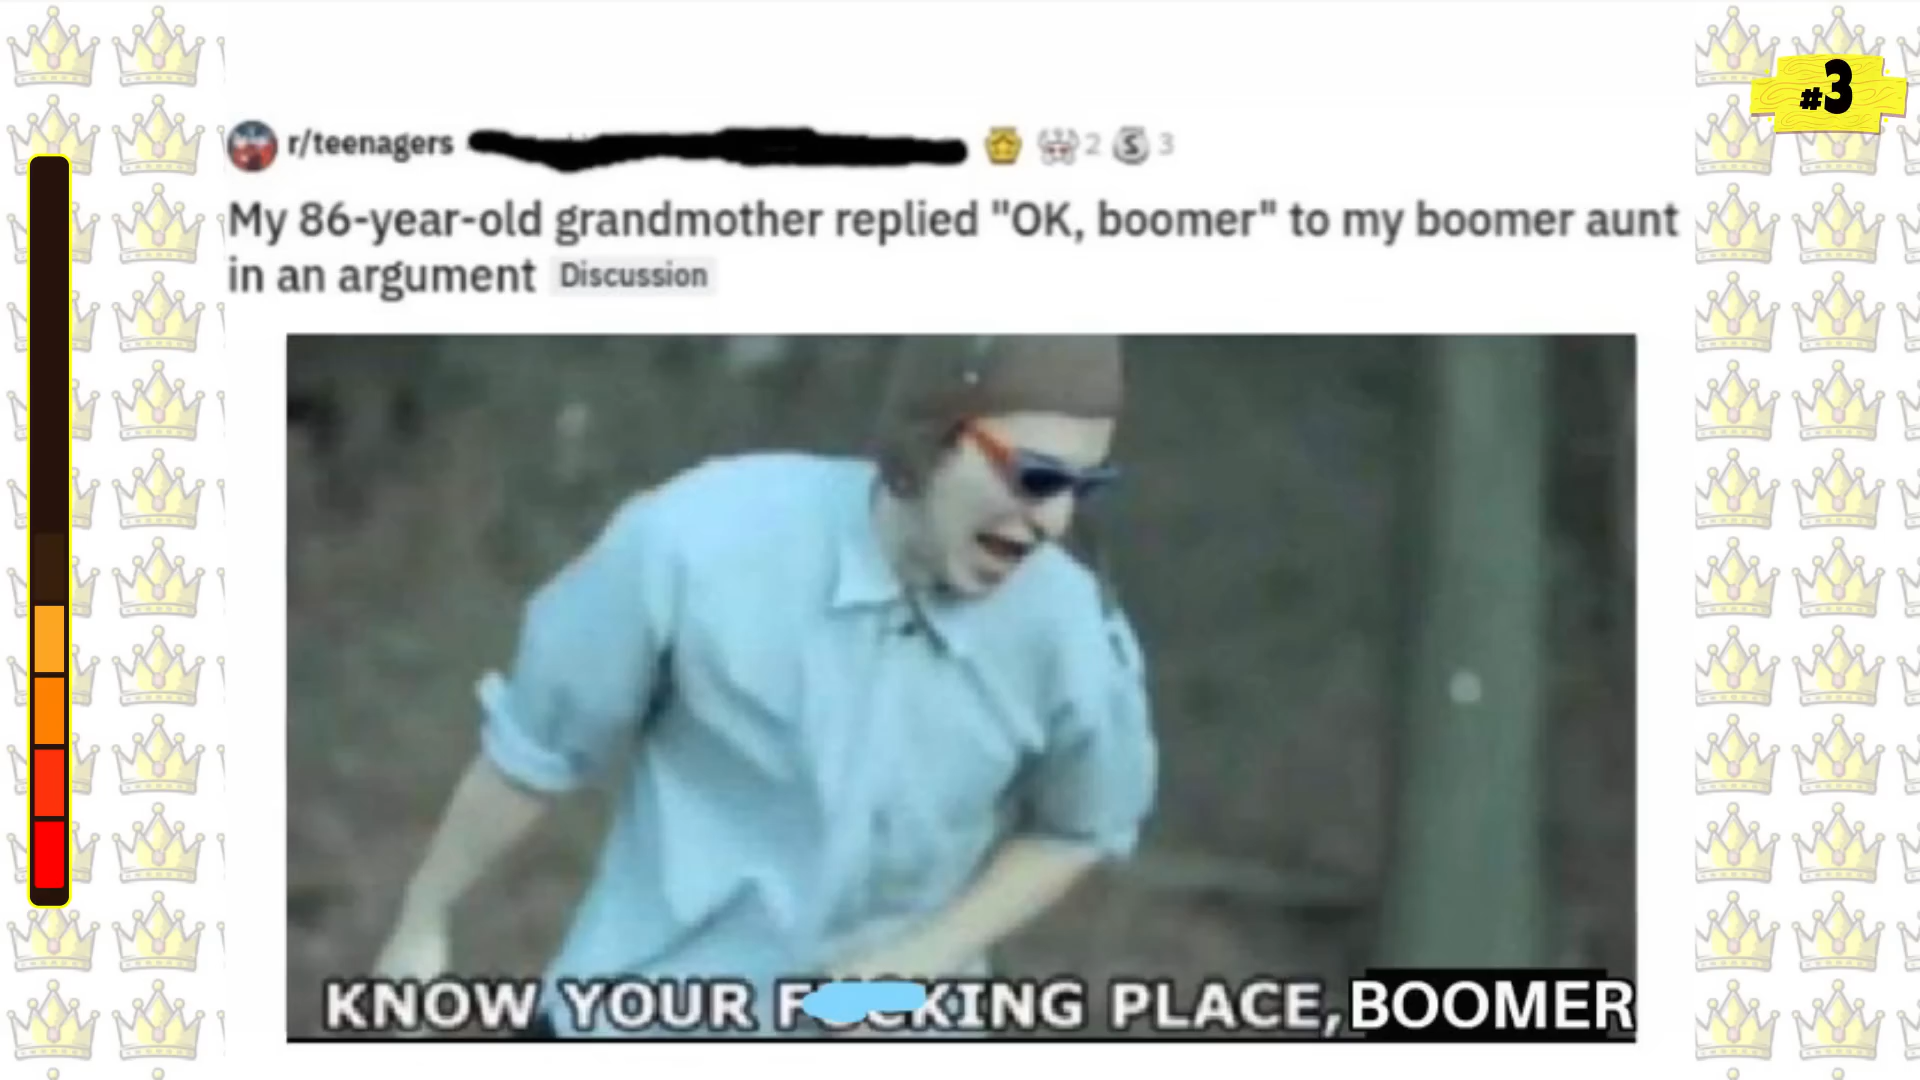 #3
r/teenagers 2 3
My 86-year-old grandmother replied "OK, boomer" to my boomer aunt
in an argument Discussion
KNOW YOUR F CKING PLACE, BOOMER